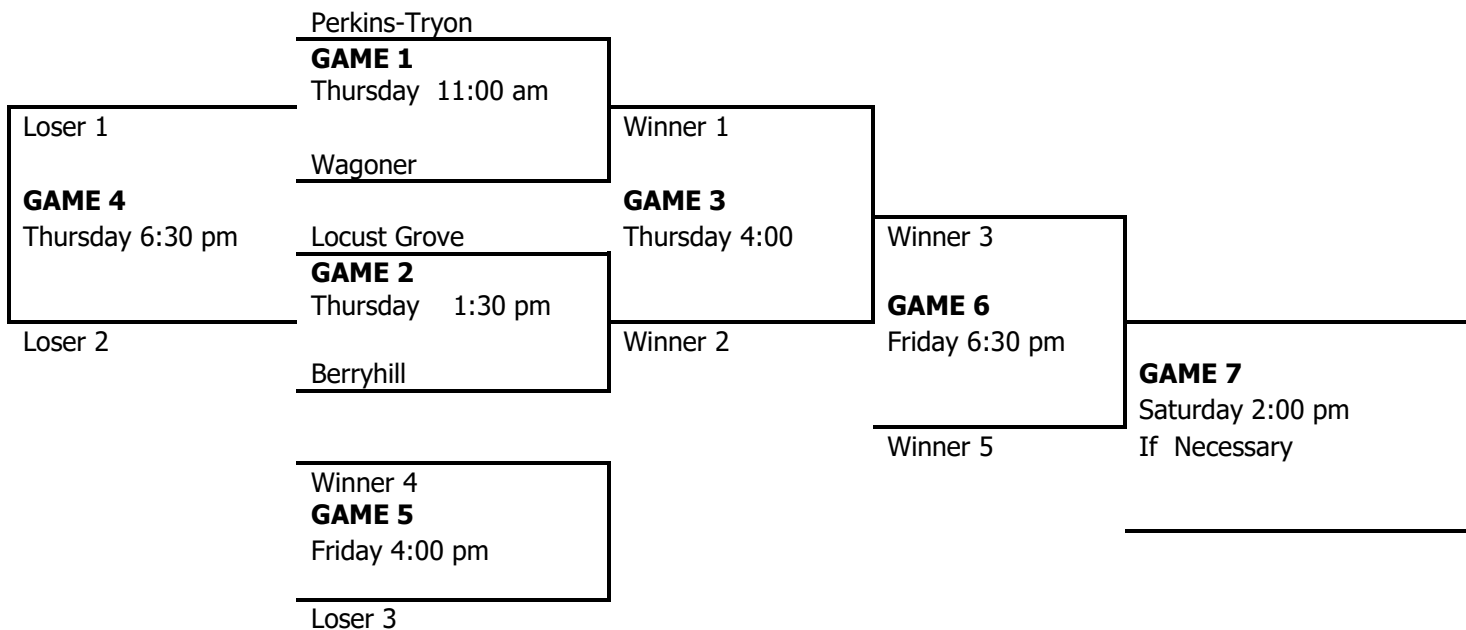 Perkins-Tryon
GAME 1
Thursday 11:00 am
Loser 1
Winner 1
Wagoner
GAME 4
GAME 3
Thursday 6:30 pm
Locust Grove
Thursday 4:00
Winner 3
GAME 2
Thursday 1:30 pm
GAME 6
Loser 2
Winner 2
Friday 6:30 pm
Berryhill
GAME 7
Saturday 2:00 pm
Winner 5
If Necessary
Winner 4
GAME 5
Friday 4:00 pm
Loser 3